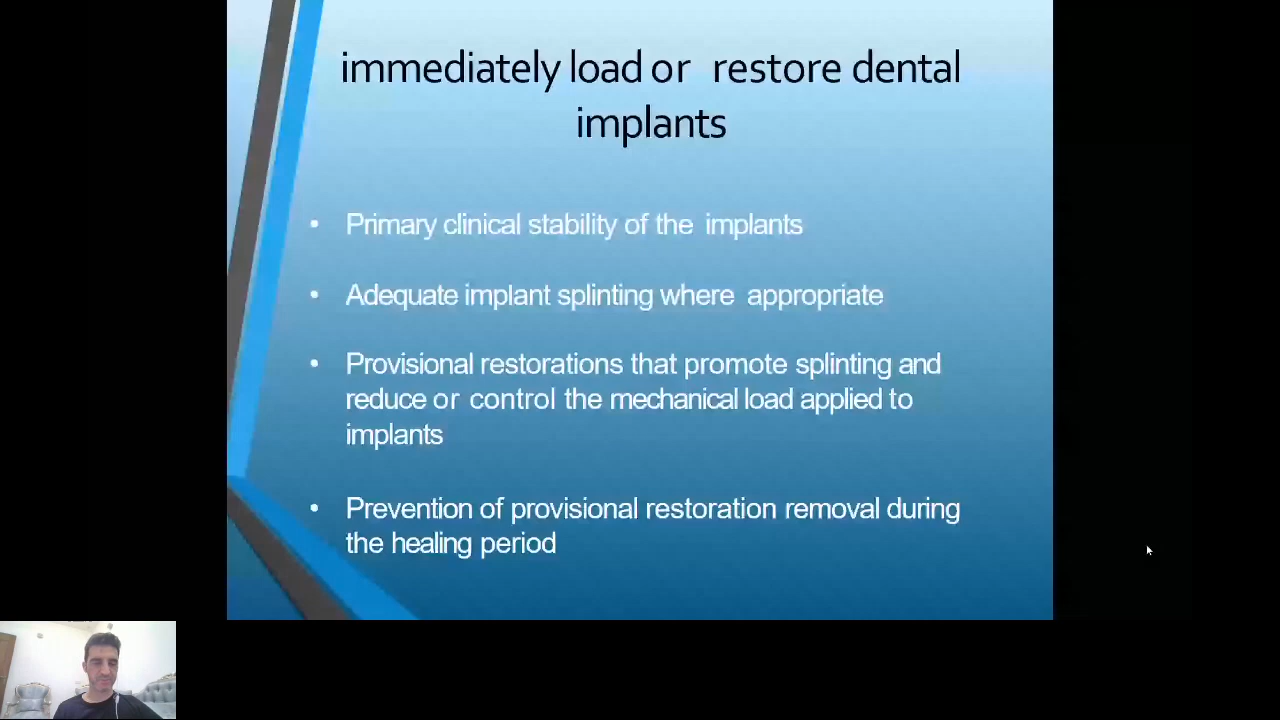 immediately load or restore dental
implants
• Primary clinical stability of the implants
• Adequate implant splinting where appropriate
• Provisional restorations that promote splinting and
reduce or control the mechanical load applied to
implants
• Prevention of provisional restoration removal during
the healing period